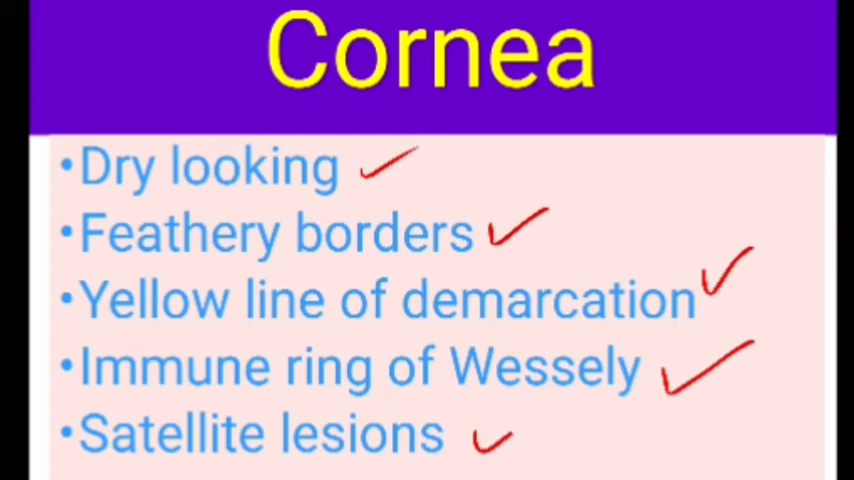 Cornea
•Dry looking
•Feathery borders
•Yellow line of demarcation
•Immune ring of Wessely
•Satellite lesions